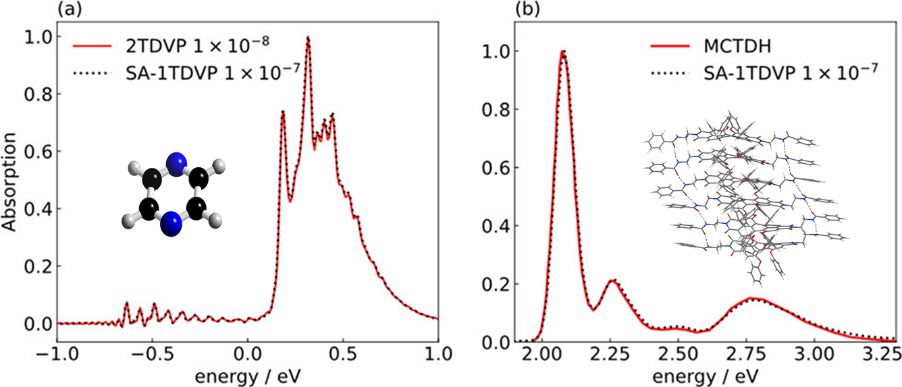 (a)
2TDVP 1 × 10⁻⁸
SA-1TDVP 1 × 10⁻⁷
Absorption
1.0
0.8
0.6
0.4
0.2
0.0
−1.0 −0.5 0.0 0.5 1.0
energy / eV
(b)
MCTDH
SA-1TDVP 1 × 10⁻⁷
1.0
0.8
0.6
0.4
0.2
0.0
2.00 2.25 2.50 2.75 3.00 3.25
energy / eV